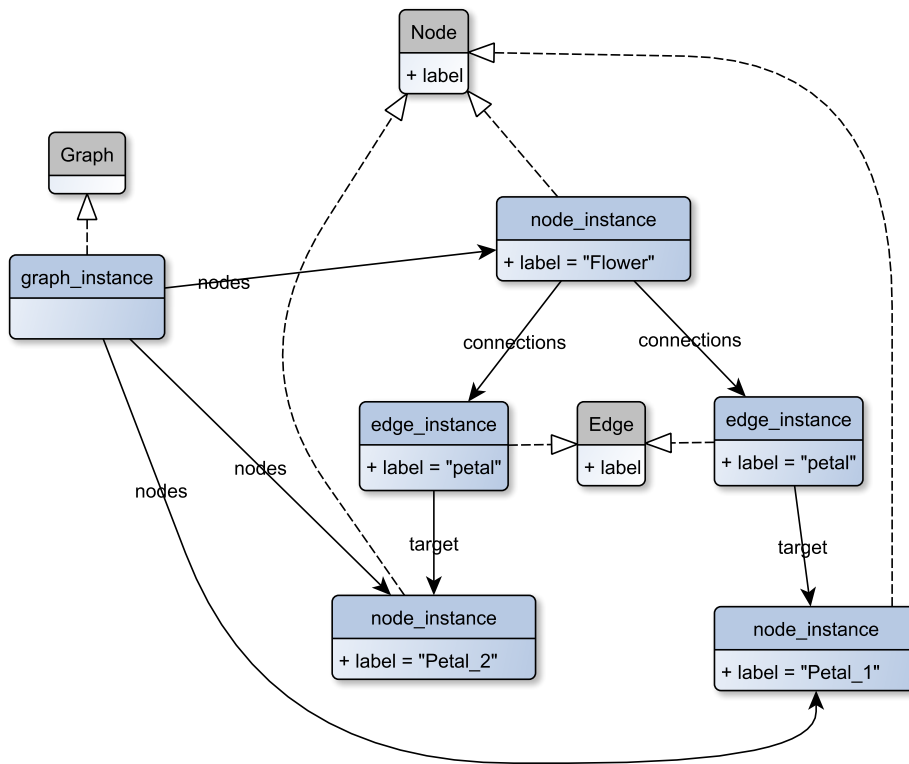 Node
+ label
Graph
node_instance
+ label = "Flower"
graph_instance
nodes
connections
connections
edge_instance
+ label = "petal"
Edge
+ label
edge_instance
+ label = "petal"
nodes
nodes
target
target
node_instance
+ label = "Petal_2"
node_instance
+ label = "Petal_1"